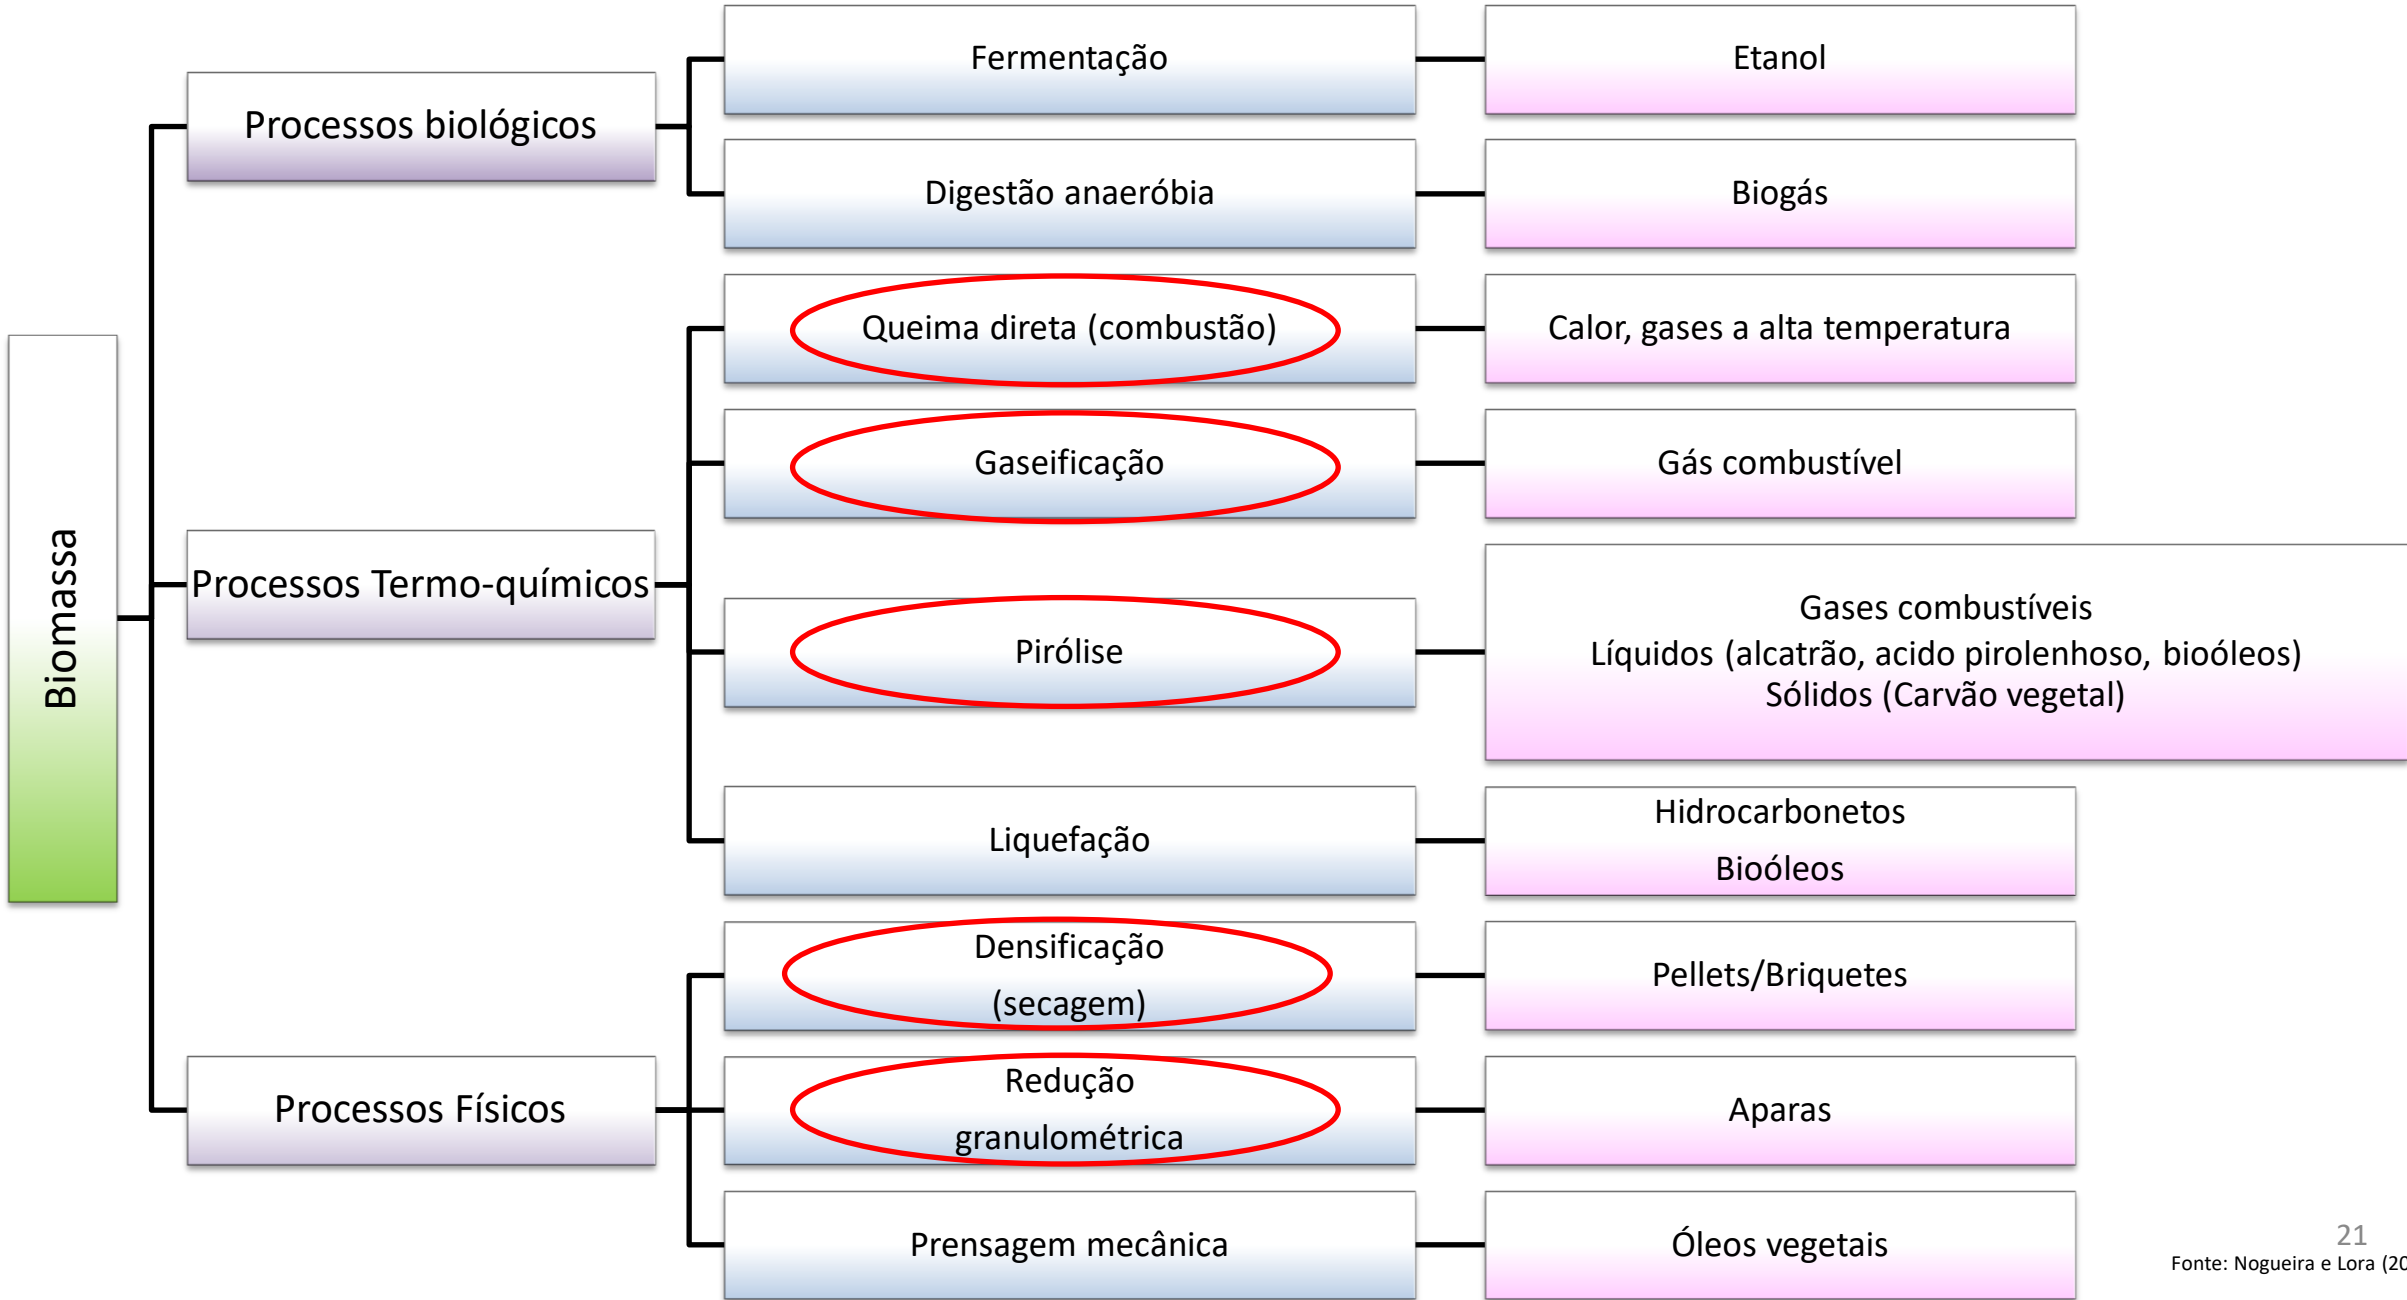 Biomassa
Processos biológicos
Fermentação
Etanol
Digestão anaeróbia
Biogás
Processos Termo-químicos
Queima direta (combustão)
Calor, gases a alta temperatura
Gaseificação
Gás combustível
Pirólise
Gases combustíveis
Líquidos (alcatrão, acido pirolenhoso, bioóleos)
Sólidos (Carvão vegetal)
Liquefação
Hidrocarbonetos
Bioóleos
Processos Físicos
Densificação
(secagem)
Pellets/Briquetes
Redução
granulométrica
Aparas
Prensagem mecânica
Óleos vegetais
21
Fonte: Nogueira e Lora (20